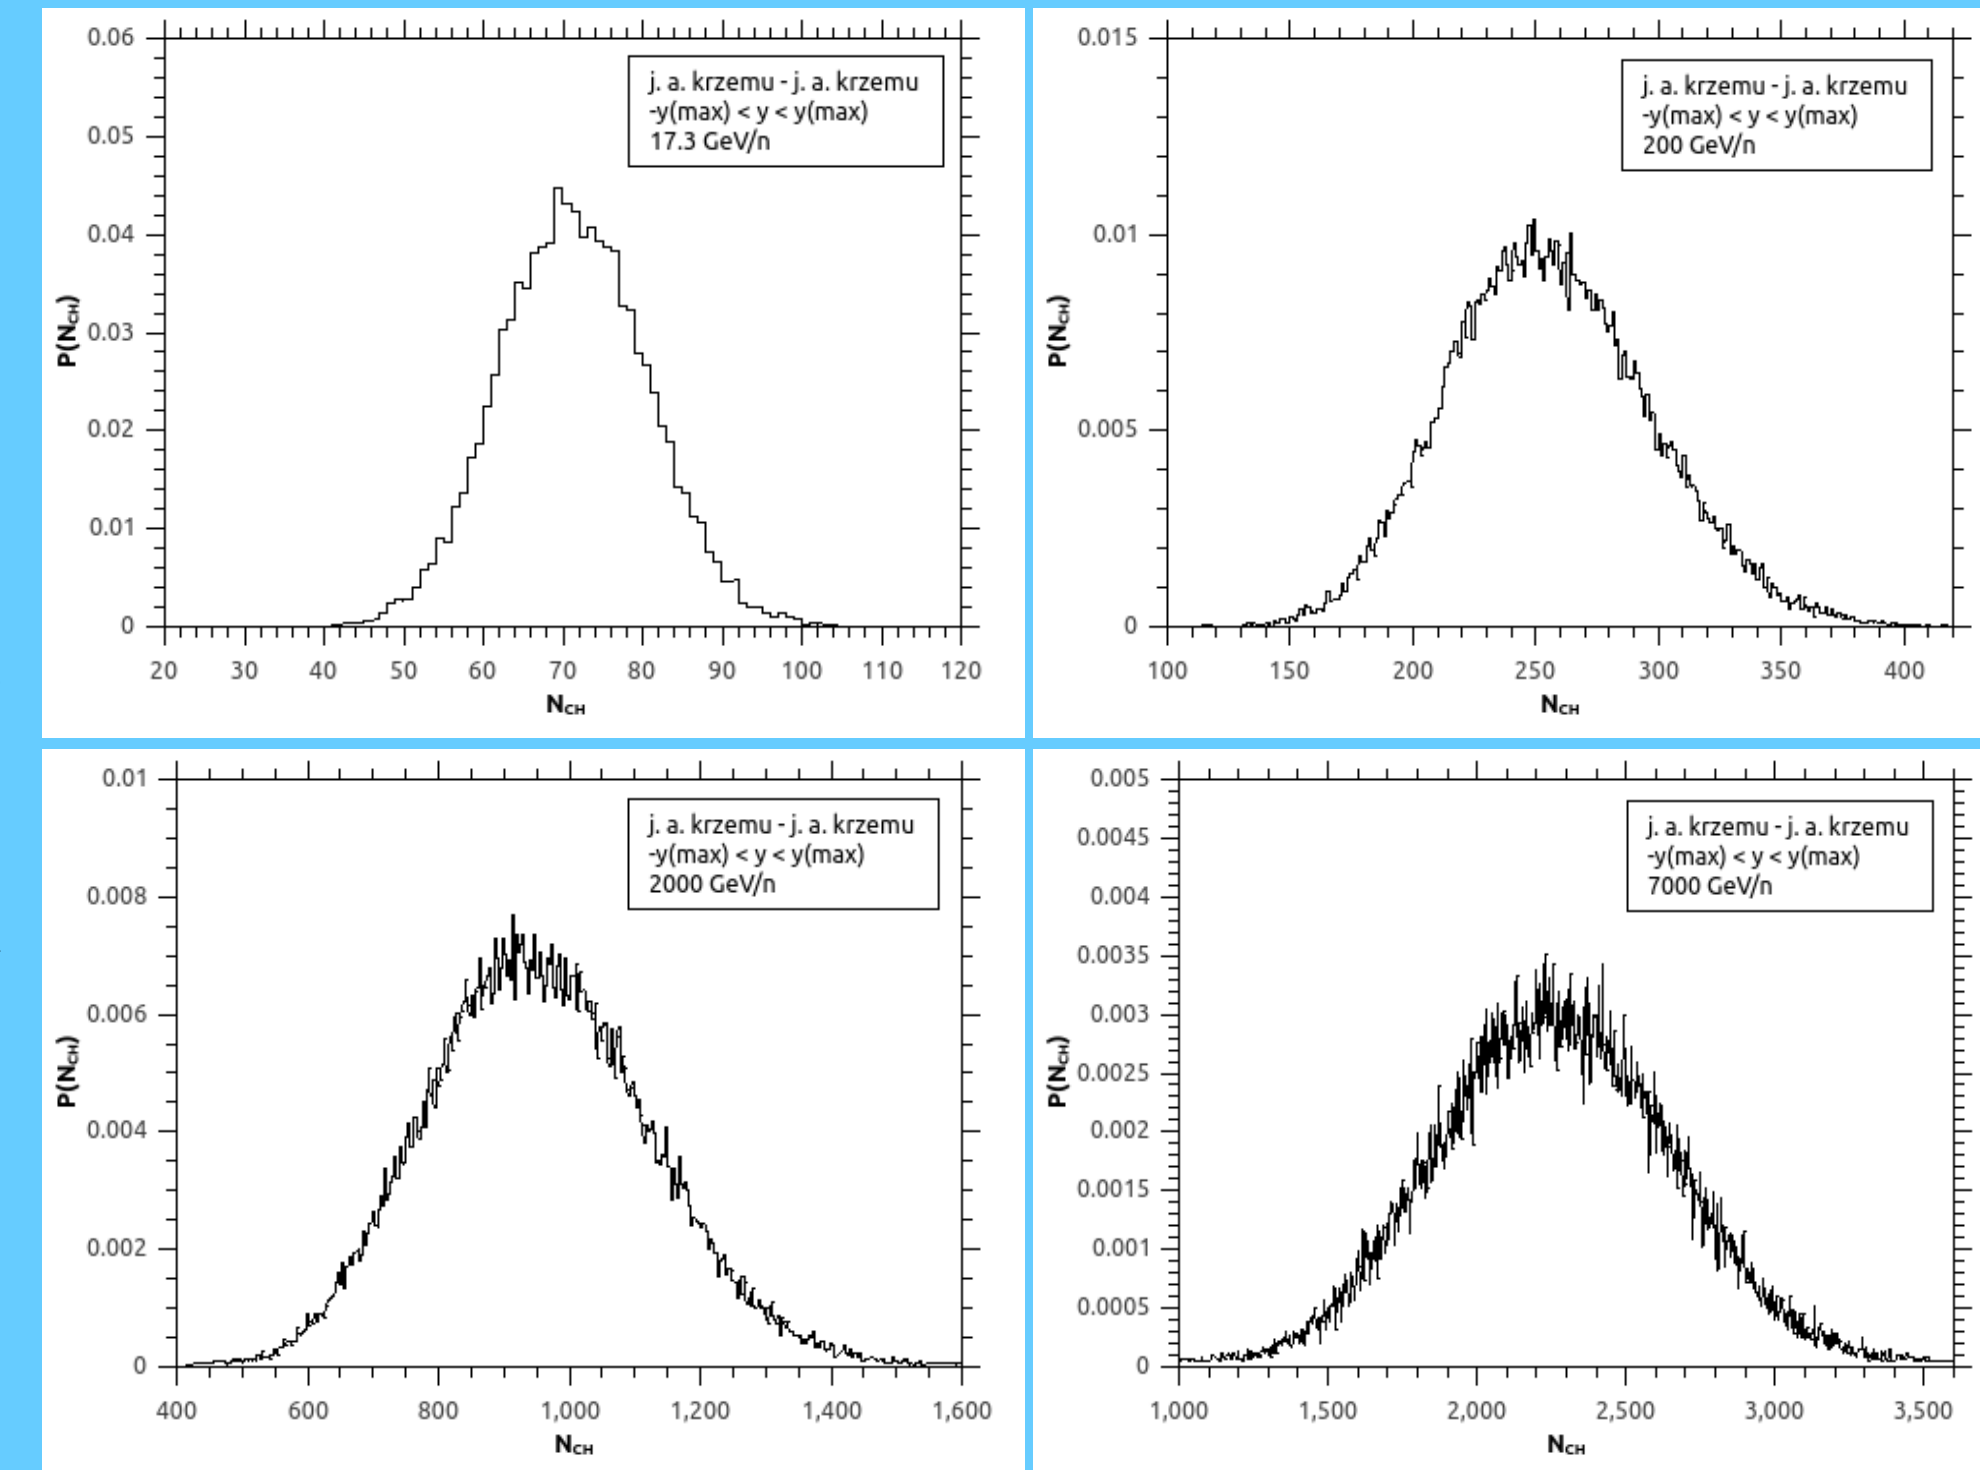 0.06
0.05
0.04
0.03
0.02
0.01
0
P(NCH)
j. a. krzemu - j. a. krzemu
-y(max) < y < y(max)
17.3 GeV/n
20 30 40 50 60 70 80 90 100 110 120
NCH
0.015
0.01
0.005
0
P(NCH)
j. a. krzemu - j. a. krzemu
-y(max) < y < y(max)
200 GeV/n
100 150 200 250 300 350 400
NCH
0.01
0.008
0.006
0.004
0.002
0
P(NCH)
j. a. krzemu - j. a. krzemu
-y(max) < y < y(max)
2000 GeV/n
400 600 800 1,000 1,200 1,400 1,600
NCH
0.005
0.0045
0.004
0.0035
0.003
0.0025
0.002
0.0015
0.001
0.0005
0
P(NCH)
j. a. krzemu - j. a. krzemu
-y(max) < y < y(max)
7000 GeV/n
1,000 1,500 2,000 2,500 3,000 3,500
NCH